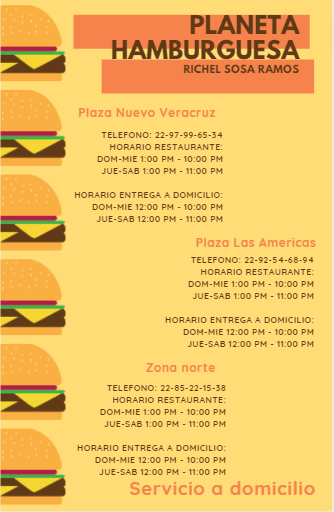 PLANETA
HAMBURGUESA
RICHEL SOSA RAMOS
Plaza Nuevo Veracruz
TELEFONO: 22-97-99-65-34
HORARIO RESTAURANTE:
DOM-MIE 1:00 PM - 10:00 PM
JUE-SAB 1:00 PM - 11:00 PM
HORARIO ENTREGA A DOMICILIO:
DOM-MIE 12:00 PM - 10:00 PM
JUE-SAB 12:00 PM - 11:00 PM
Plaza Las Americas
TELEFONO: 22-92-54-68-94
HORARIO RESTAURANTE:
DOM-MIE 1:00 PM - 10:00 PM
JUE-SAB 1:00 PM - 11:00 PM
HORARIO ENTREGA A DOMICILIO:
DOM-MIE 12:00 PM - 10:00 PM
JUE-SAB 12:00 PM - 11:00 PM
Zona norte
TELEFONO: 22-85-22-15-38
HORARIO RESTAURANTE:
DOM-MIE 1:00 PM - 10:00 PM
JUE-SAB 1:00 PM - 11:00 PM
HORARIO ENTREGA A DOMICILIO:
DOM-MIE 12:00 PM - 10:00 PM
JUE-SAB 12:00 PM - 11:00 PM
Servicio a domicilio